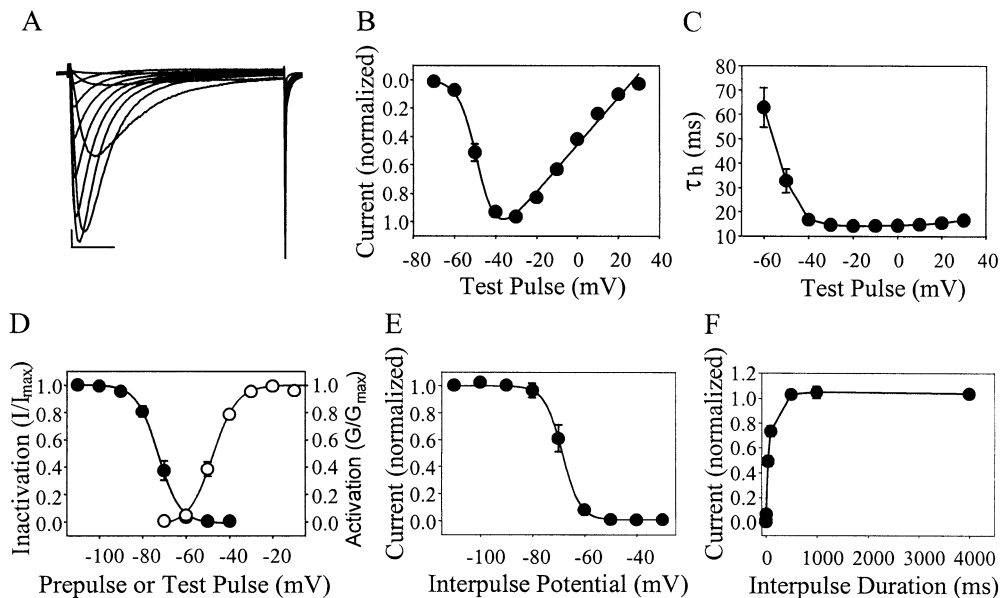 A
B
C
Current (normalized)
0.0
0.2
0.4
0.6
0.8
1.0
-80 -60 -40 -20 0 20 40
Test Pulse (mV)
τh (ms)
80
70
60
50
40
30
20
10
-60 -40 -20 0 20 40
Test Pulse (mV)
D
E
F
Inactivation (I/Imax)
1.0
0.8
0.6
0.4
0.2
0.0
1.0
0.8
0.6
0.4
0.2
0.0
Activation (G/Gmax)
-100 -80 -60 -40 -20
Prepulse or Test Pulse (mV)
Current (normalized)
1.0
0.8
0.6
0.4
0.2
0.0
-100 -80 -60 -40
Interpulse Potential (mV)
Current (normalized)
1.2
1.0
0.8
0.6
0.4
0.2
0.0
0 1000 2000 3000 4000
Interpulse Duration (ms)